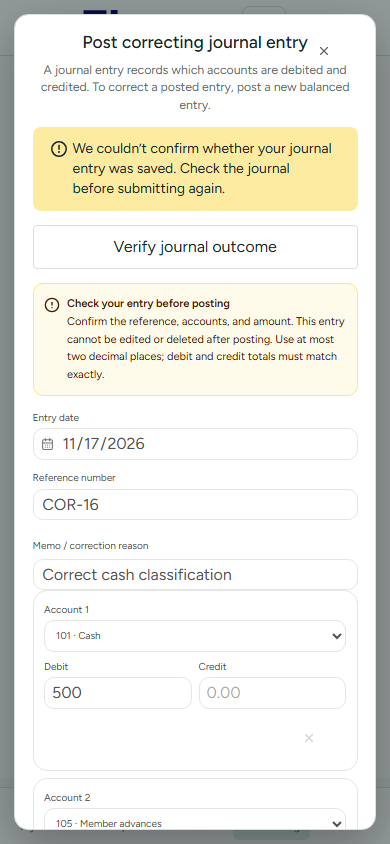 Post correcting journal entry
A journal entry records which accounts are debited and
credited. To correct a posted entry, post a new balanced
entry.
We couldn't confirm whether your journal
entry was saved. Check the journal
before submitting again.
Verify journal outcome
Check your entry before posting
Confirm the reference, accounts, and amount. This entry
cannot be edited or deleted after posting. Use at most
two decimal places; debit and credit totals must match
exactly.
Entry date
11/17/2026
Reference number
COR-16
Memo / correction reason
Correct cash classification
Account 1
101 · Cash
Debit Credit
500 0.00
Account 2
105 · Member advances